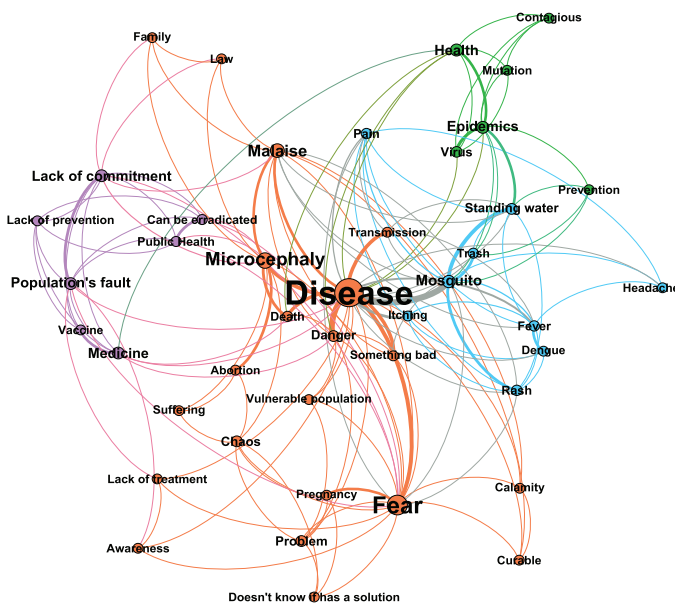 Contagious
Family
Health
Law
Mutation
Epidemics
Pain
Malaise
Virus
Lack of commitment
Prevention
Standing water
Lack of prevention
Can be erradicated
Transmission
Public Health
Trash
Microcephaly
Population's fault
Mosquito
Disease
Headache
Death
Itching
Fever
Vaccine
Danger
Medicine
Something bad
Dengue
Abortion
Rash
Vulnerable population
Suffering
Chaos
Lack of treatment
Calamity
Pregnancy
Fear
Problem
Awareness
Curable
Doesn't know if has a solution